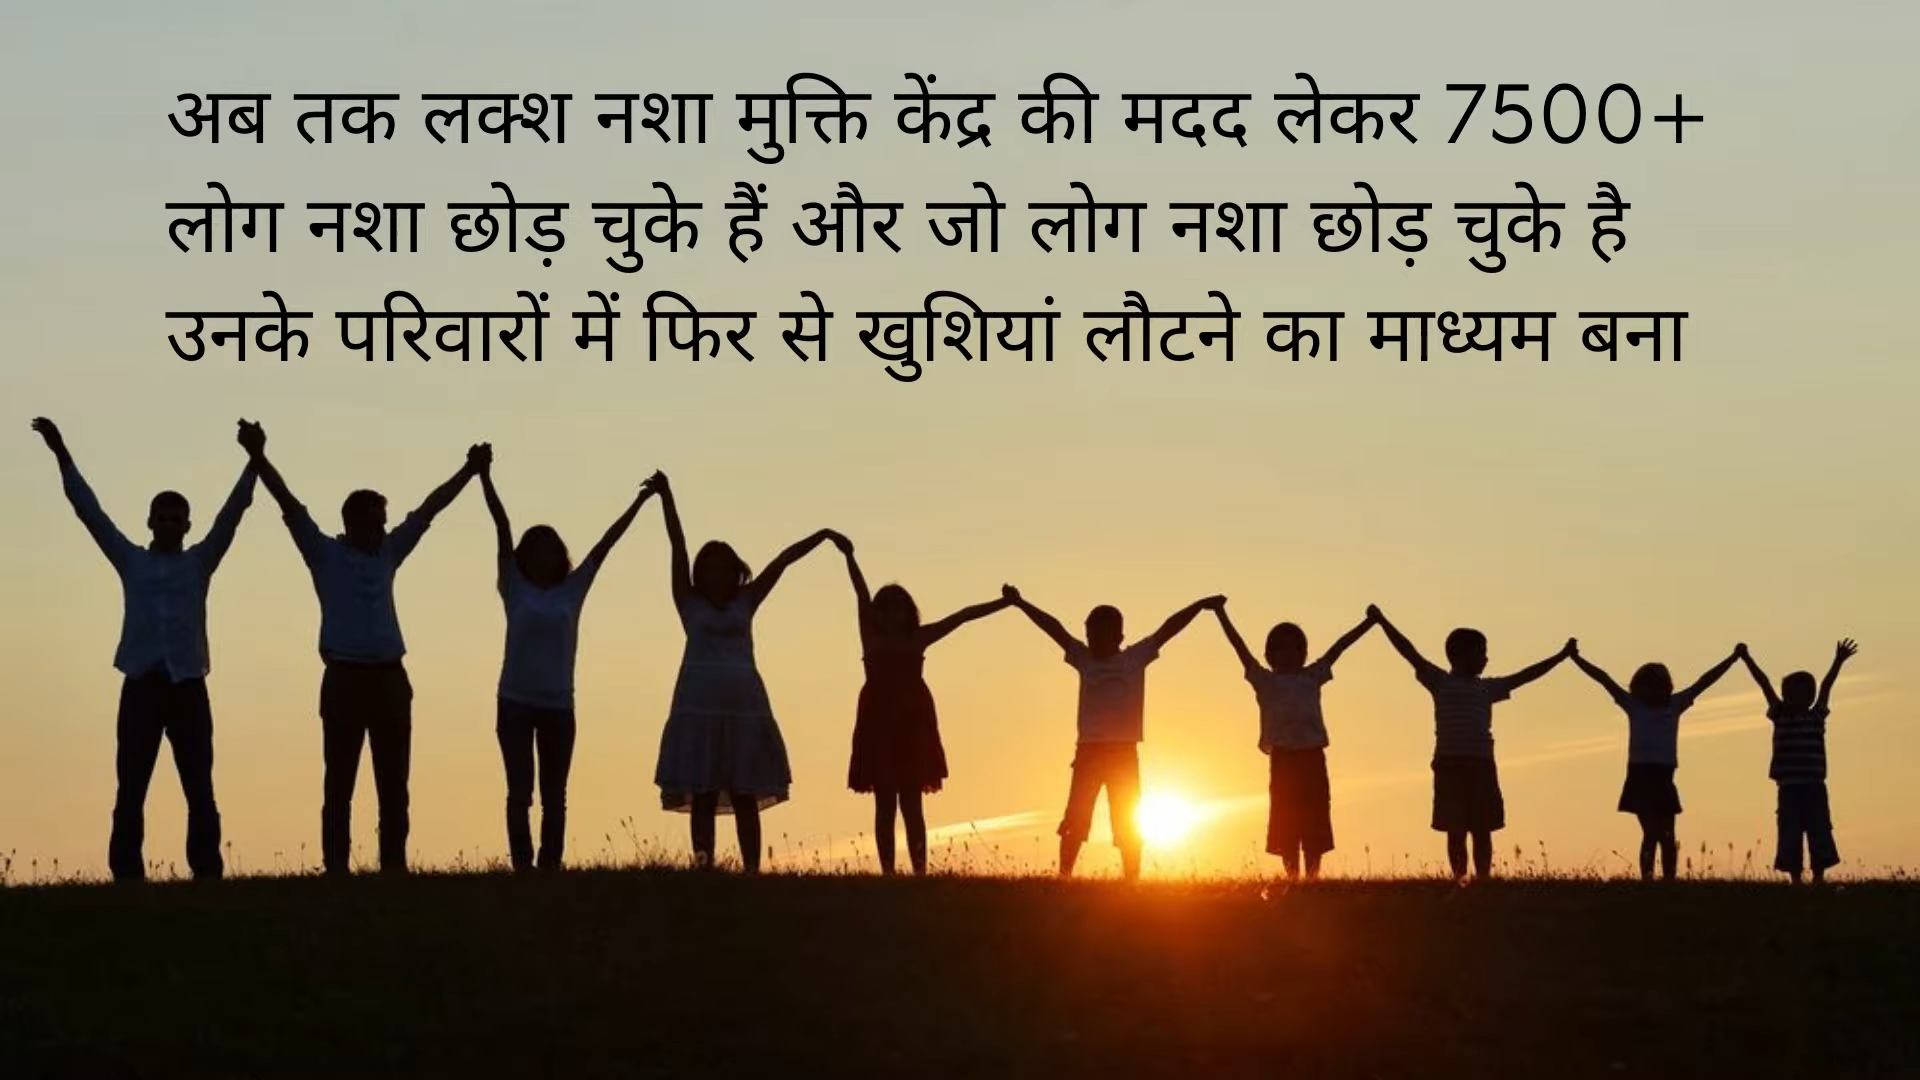 अब तक लक्श नशा मुक्ति केंद्र की मदद लेकर 7500+
लोग नशा छोड़ चुके हैं और जो लोग नशा छोड़ चुके है
उनके परिवारों में फिर से खुशियां लौटने का माध्यम बना